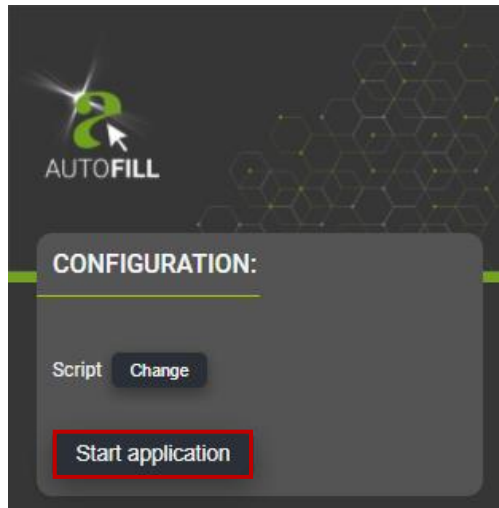 AUTOFILL
CONFIGURATION:
Script Change
Start application